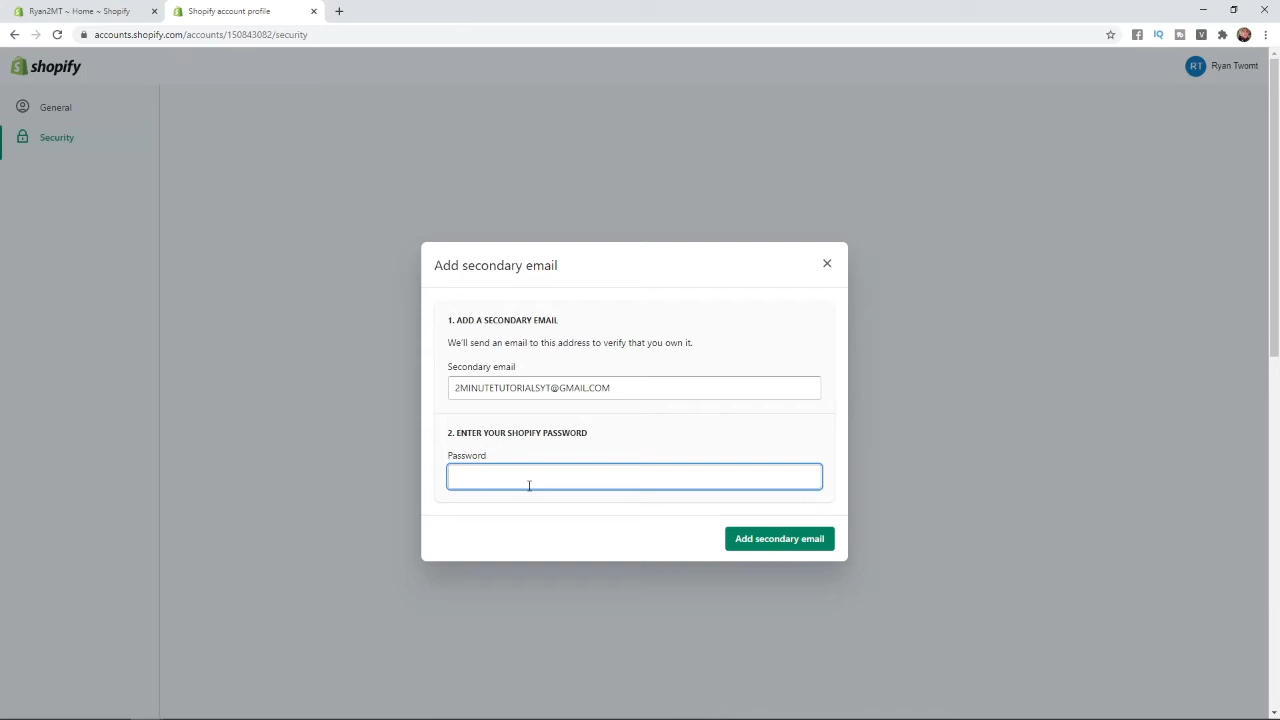 Ryan2MT ~ Home ~ Shopify
Shopify account profile
accounts.shopify.com/accounts/150843082/security
IQ
V
shopify
RT Ryan Twomt
General
Security
Add secondary email
1. ADD A SECONDARY EMAIL
We'll send an email to this address to verify that you own it.
Secondary email
2MINUTETUTORIALSYT@GMAIL.COM
2. ENTER YOUR SHOPIFY PASSWORD
Password
Add secondary email